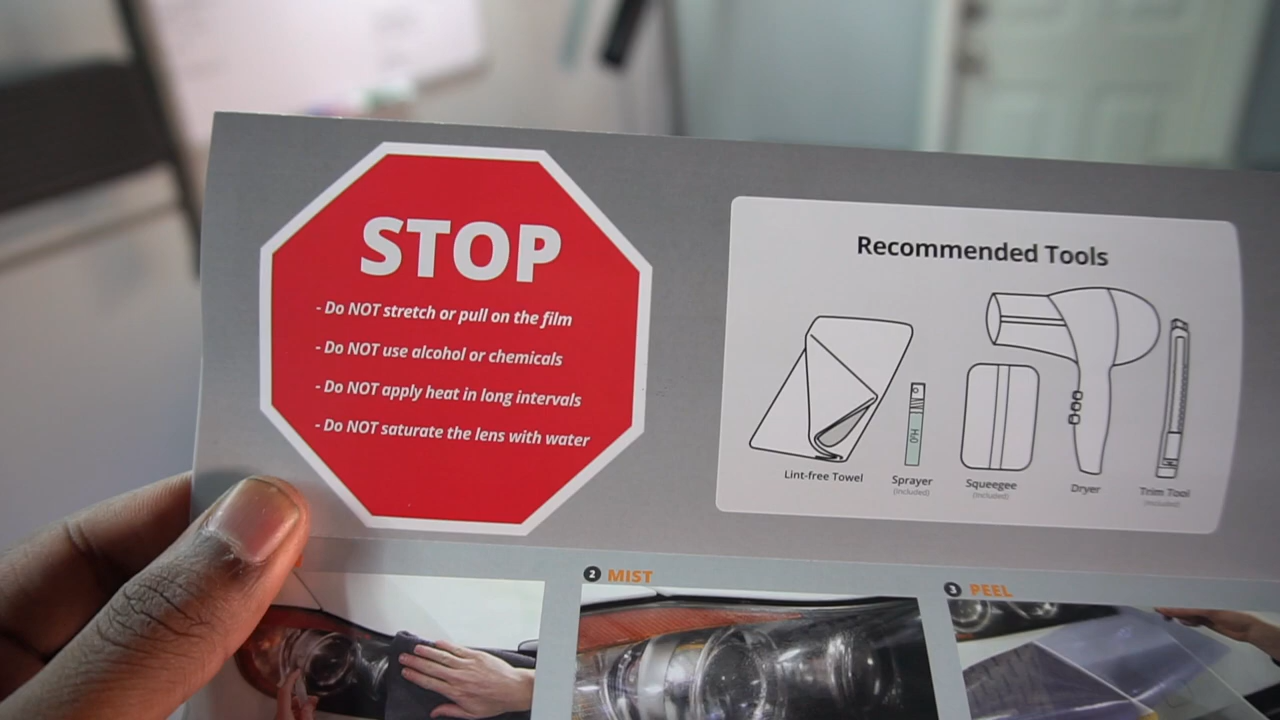 STOP
- Do NOT stretch or pull on the film
- Do NOT use alcohol or chemicals
- Do NOT apply heat in long intervals
- Do NOT saturate the lens with water
Recommended Tools
H2O
Lint-free Towel
Sprayer
(included)
Squeegee
(included)
Dryer
Trim Tool
(included)
2 MIST
3 PEEL